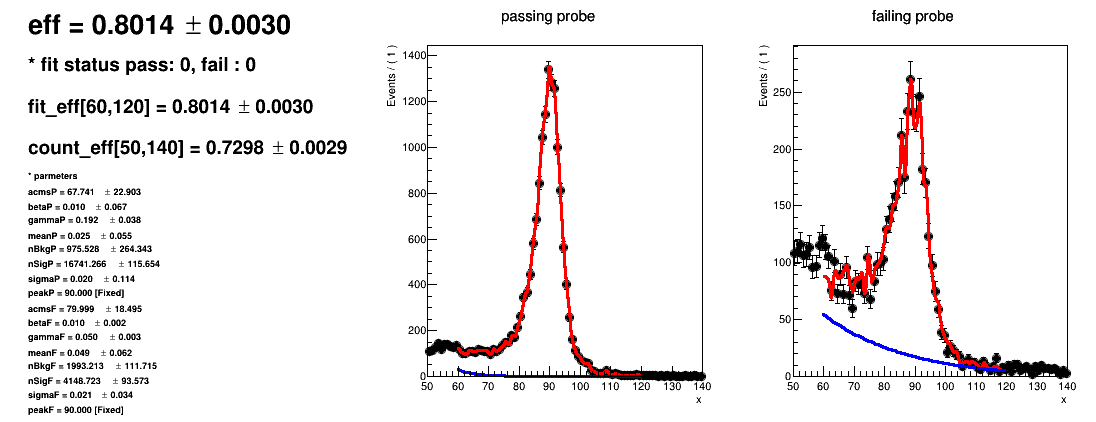 eff = 0.8014 ± 0.0030
* fit status pass: 0, fail : 0
fit_eff[60,120] = 0.8014 ± 0.0030
count_eff[50,140] = 0.7298 ± 0.0029
* parmeters
acmsP = 67.741 ± 22.903
betaP = 0.010 ± 0.067
gammaP = 0.192 ± 0.038
meanP = 0.025 ± 0.055
nBkgP = 975.528 ± 264.343
nSigP = 16741.266 ± 115.654
sigmaP = 0.020 ± 0.114
peakP = 90.000 [Fixed]
acmsF = 79.999 ± 18.495
betaF = 0.010 ± 0.002
gammaF = 0.050 ± 0.003
meanF = 0.049 ± 0.062
nBkgF = 1993.213 ± 111.715
nSigF = 4148.723 ± 93.573
sigmaF = 0.021 ± 0.034
peakF = 90.000 [Fixed]
passing probe
Events / ( 1 )
1400
1200
1000
800
600
400
200
0
50 60 70 80 90 100 110 120 130 140
x
failing probe
Events / ( 1 )
250
200
150
100
50
0
50 60 70 80 90 100 110 120 130 140
x